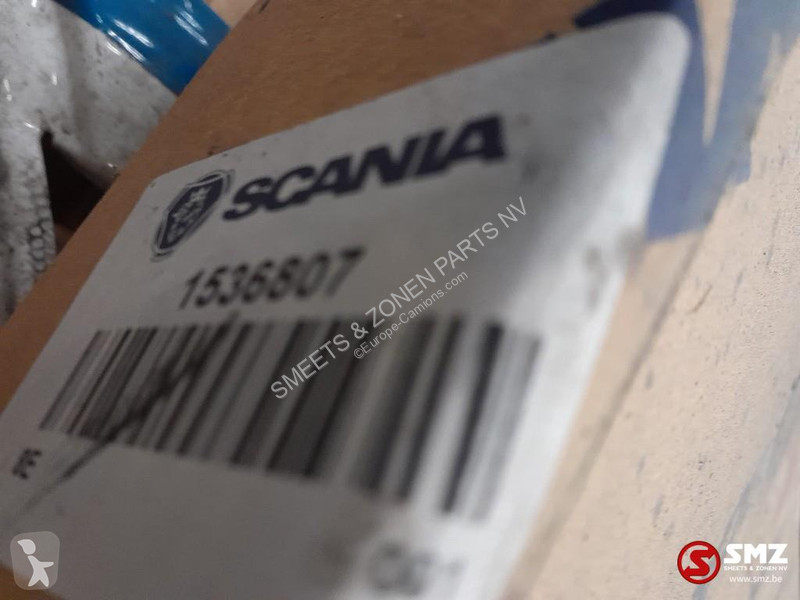 SCANIA
1536807
SMEETS & ZONEN PARTS NV
©Europe-Camions.com
SMZ
SMEETS & ZONEN NV
www.smz.be